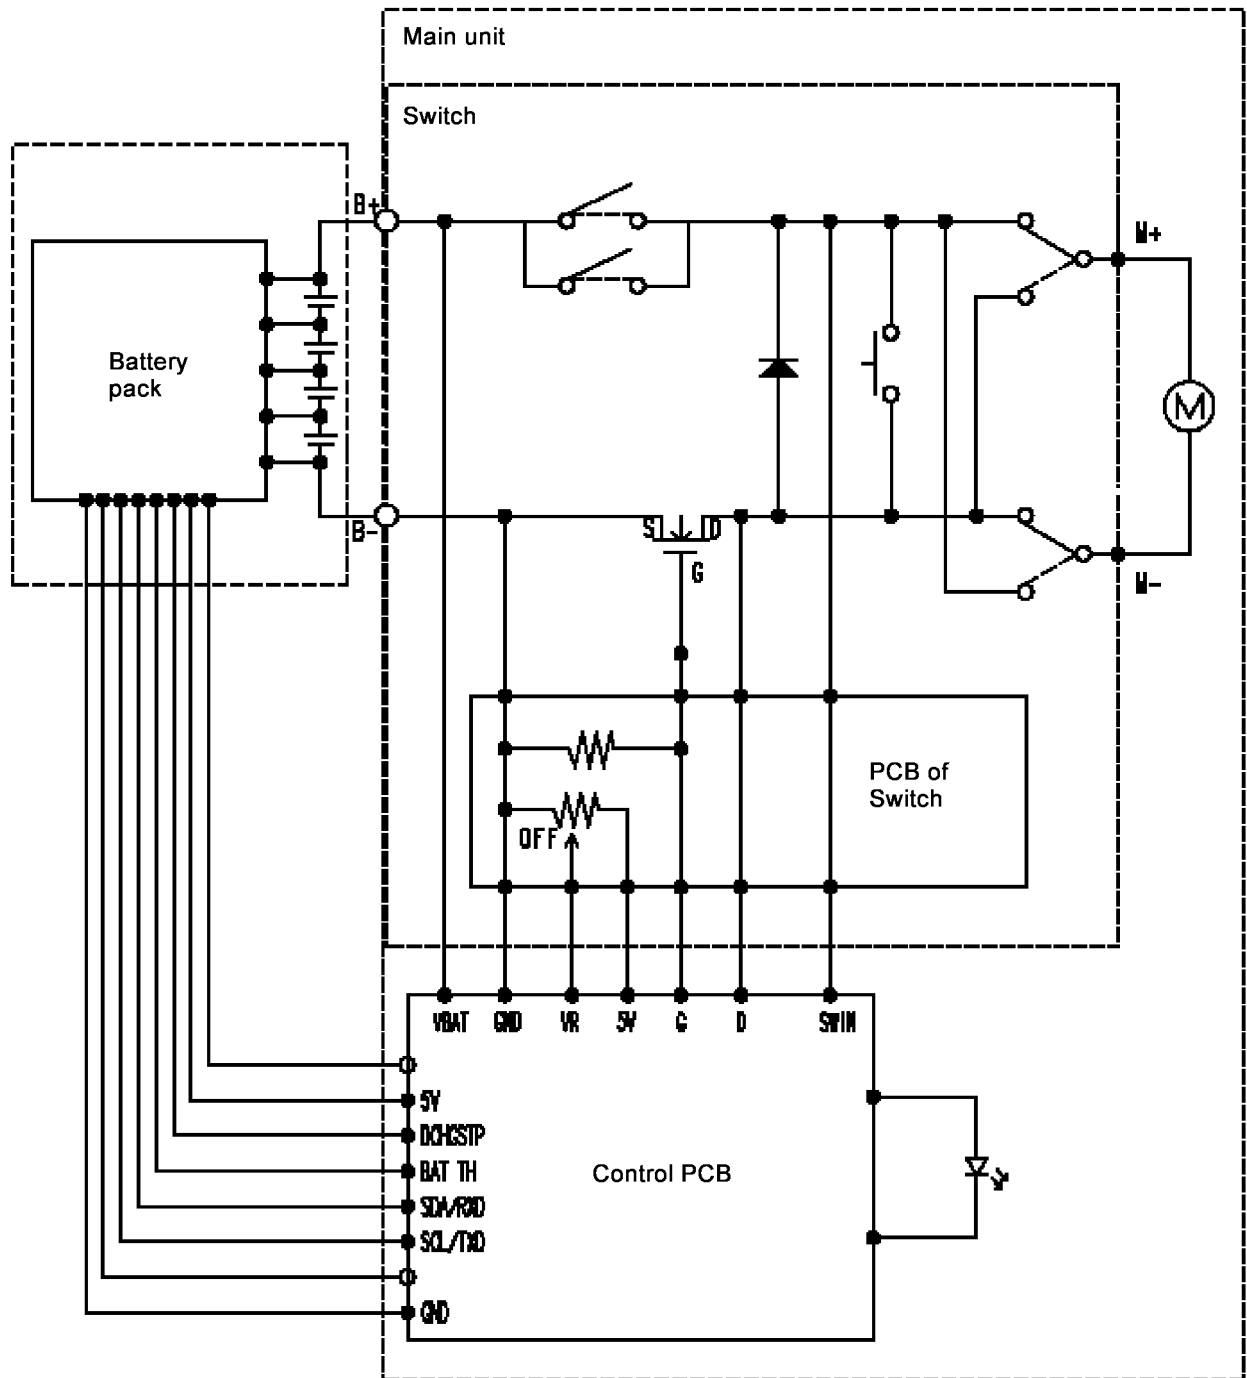 Main unit
Switch
B+
M+
Battery
pack
M
B-
S
D
G
M-
PCB of
Switch
OFF
VBAT GND VR 5V G D SWIN
5V
DCHGSTP
BAT TH
Control PCB
SDA/RXD
SCL/TXD
GND